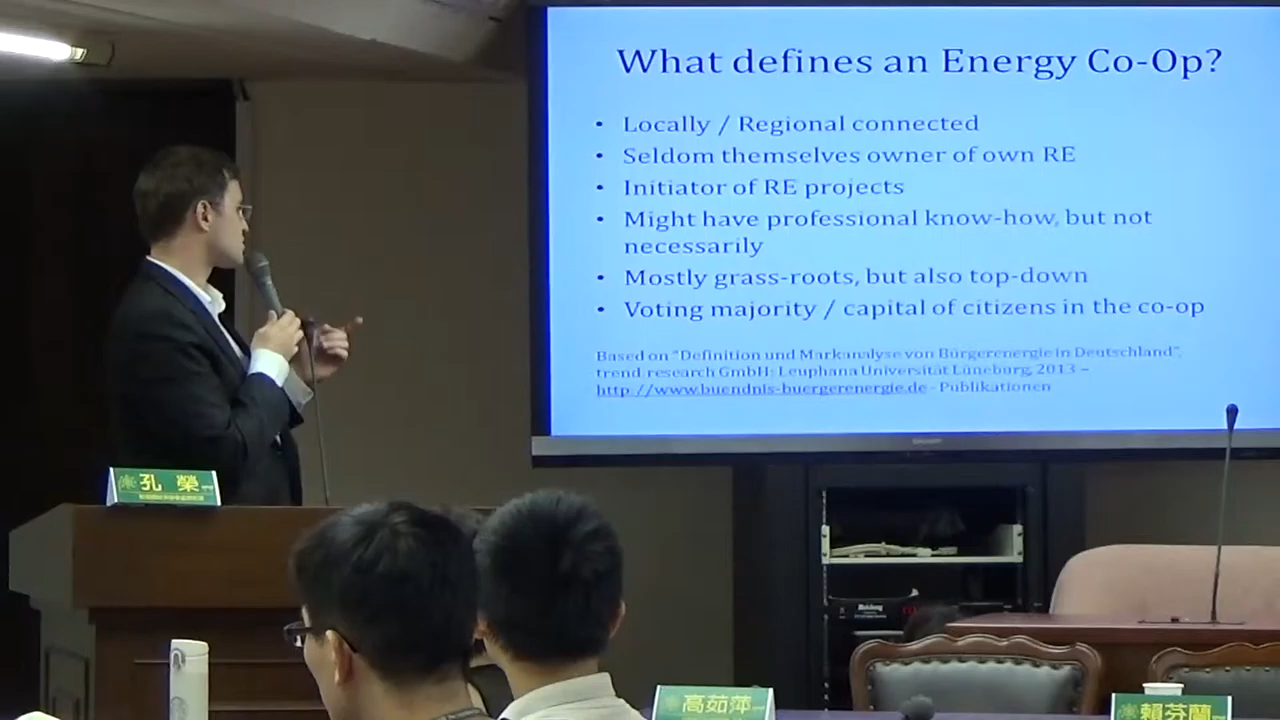 What defines an Energy Co-Op?
• Locally / Regional connected
• Seldom themselves owner of own RE
• Initiator of RE projects
• Might have professional know-how, but not
necessarily
• Mostly grass-roots, but also top-down
• Voting majority / capital of citizens in the co-op
Based on "Definition und Markanalyse von Bürgerenergie in Deutschland",
trend research GmbH; Leuphana Universität Lüneburg, 2013 –
http://www.buendnis-buergerenergie.de - Publikationen
孔 榮
高茹萍
賴芬蘭